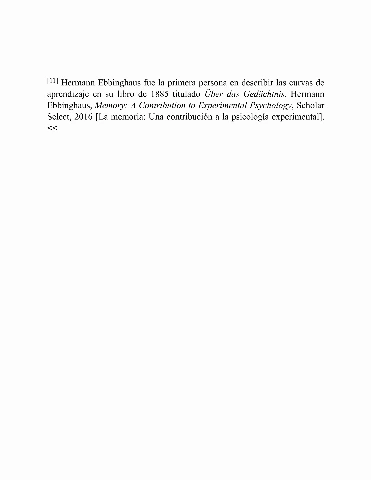 [11] Hermann Ebbinghaus fue la primera persona en describir las curvas de
aprendizaje en su libro de 1885 titulado Über das Gedächtnis. Hermann
Ebbinghaus, Memory: A Contribution to Experimental Psychology, Scholar
Select, 2016 [La memoria: Una contribución a la psicología experimental].
<<